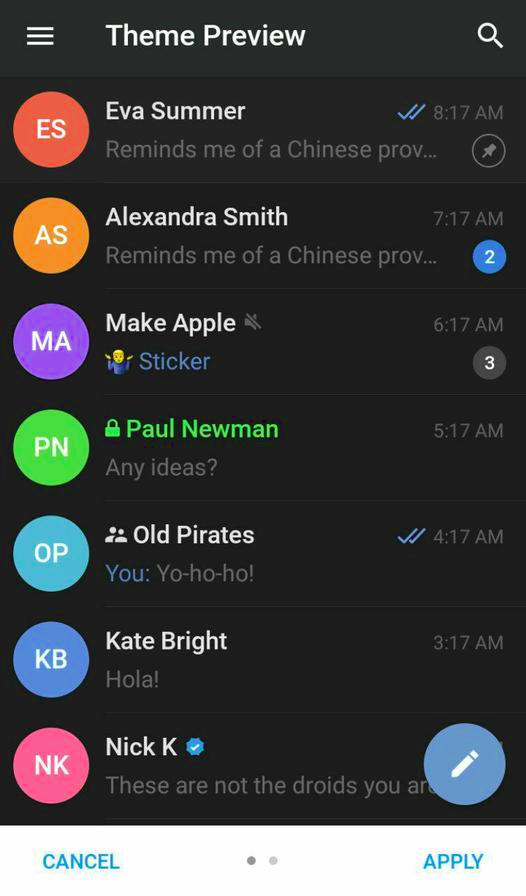 Theme Preview
ES
Eva Summer
8:17 AM
Reminds me of a Chinese prov...
AS
Alexandra Smith
7:17 AM
Reminds me of a Chinese prov...
2
MA
Make Apple
6:17 AM
Sticker
3
PN
Paul Newman
5:17 AM
Any ideas?
OP
Old Pirates
4:17 AM
You: Yo-ho-ho!
KB
Kate Bright
3:17 AM
Hola!
NK
Nick K
These are not the droids you
CANCEL
APPLY